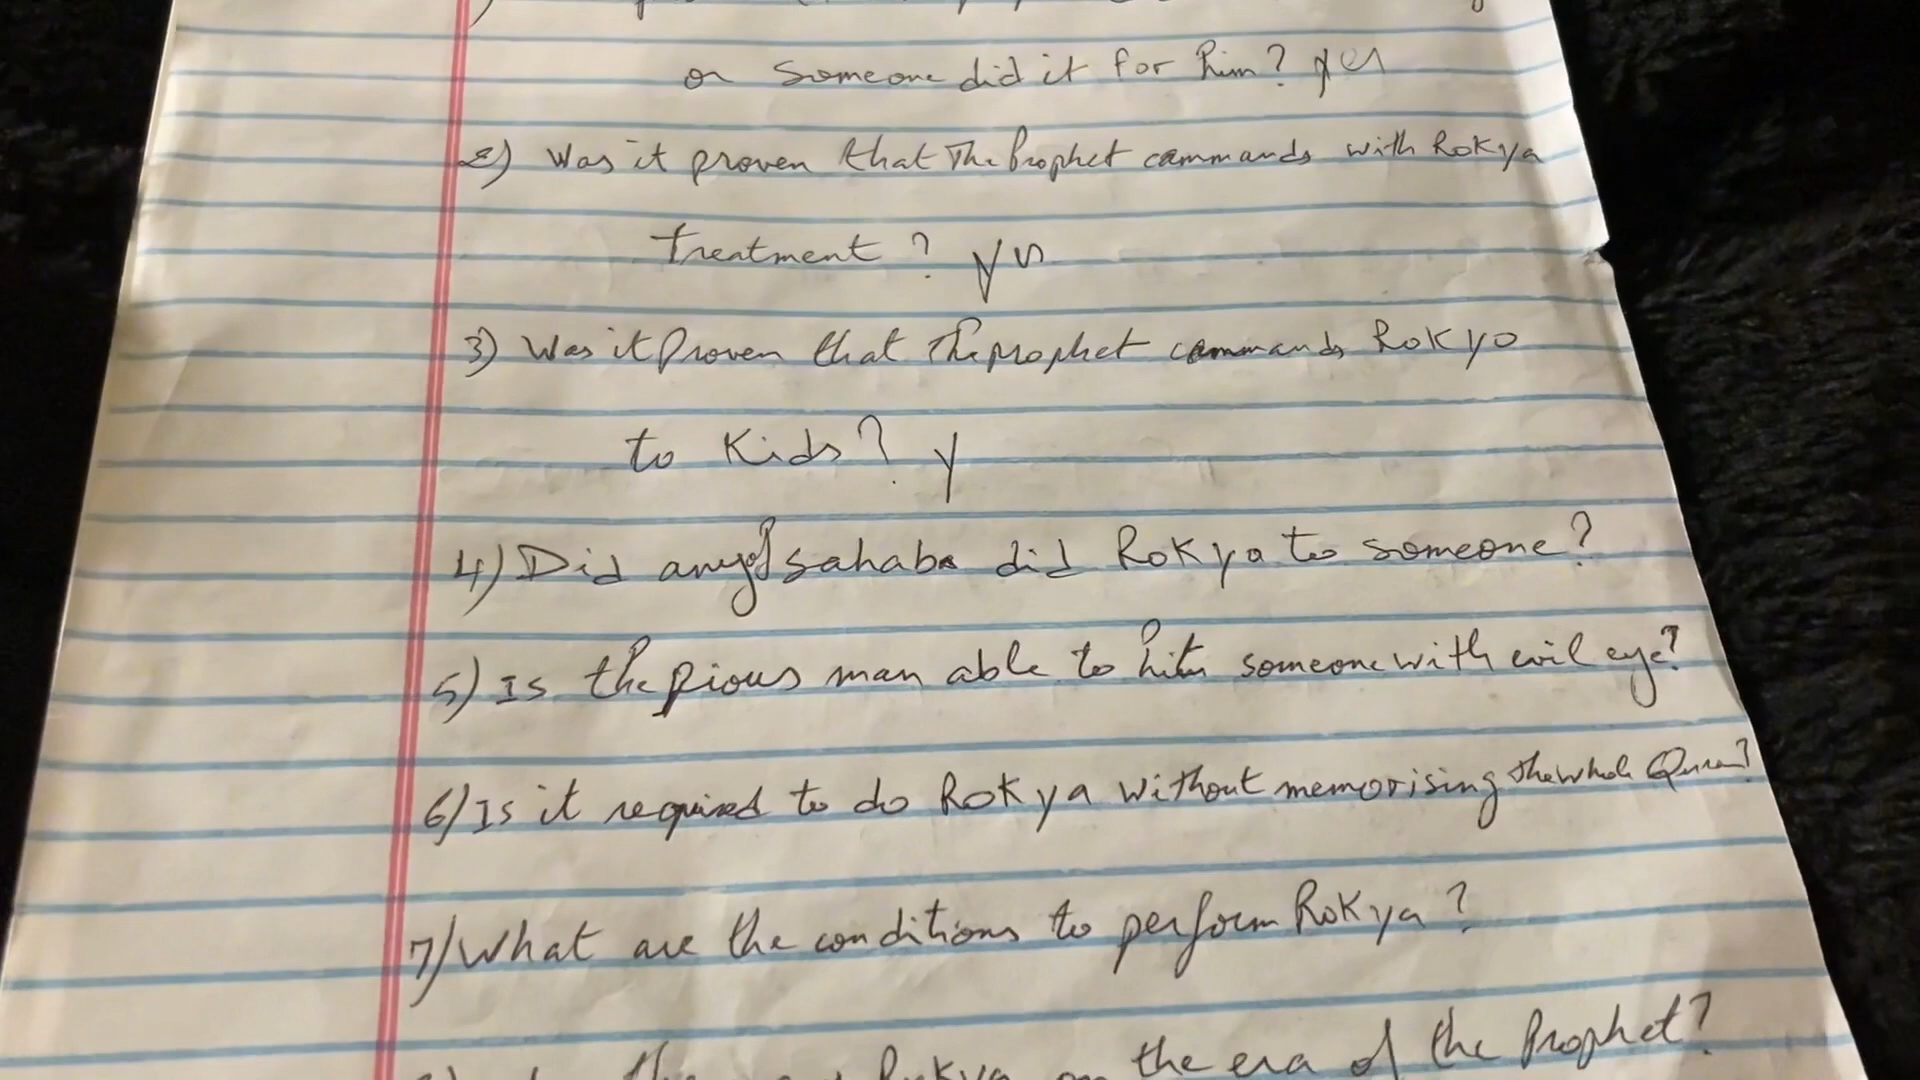 or someone did it for him? yes
2) Was it proven that The Prophet commands with Rokya
Treatment? yes
3) Was it Proven that The prophet commands Rokya
to Kids? y
4) Did any of sahaba did Rokya to someone?
5) Is the pious man able to hit someone with evil eye?
6) Is it required to do Rokya without memorising the whole Quran?
7) What are the conditions to perform Rokya?
the era of the Prophet?